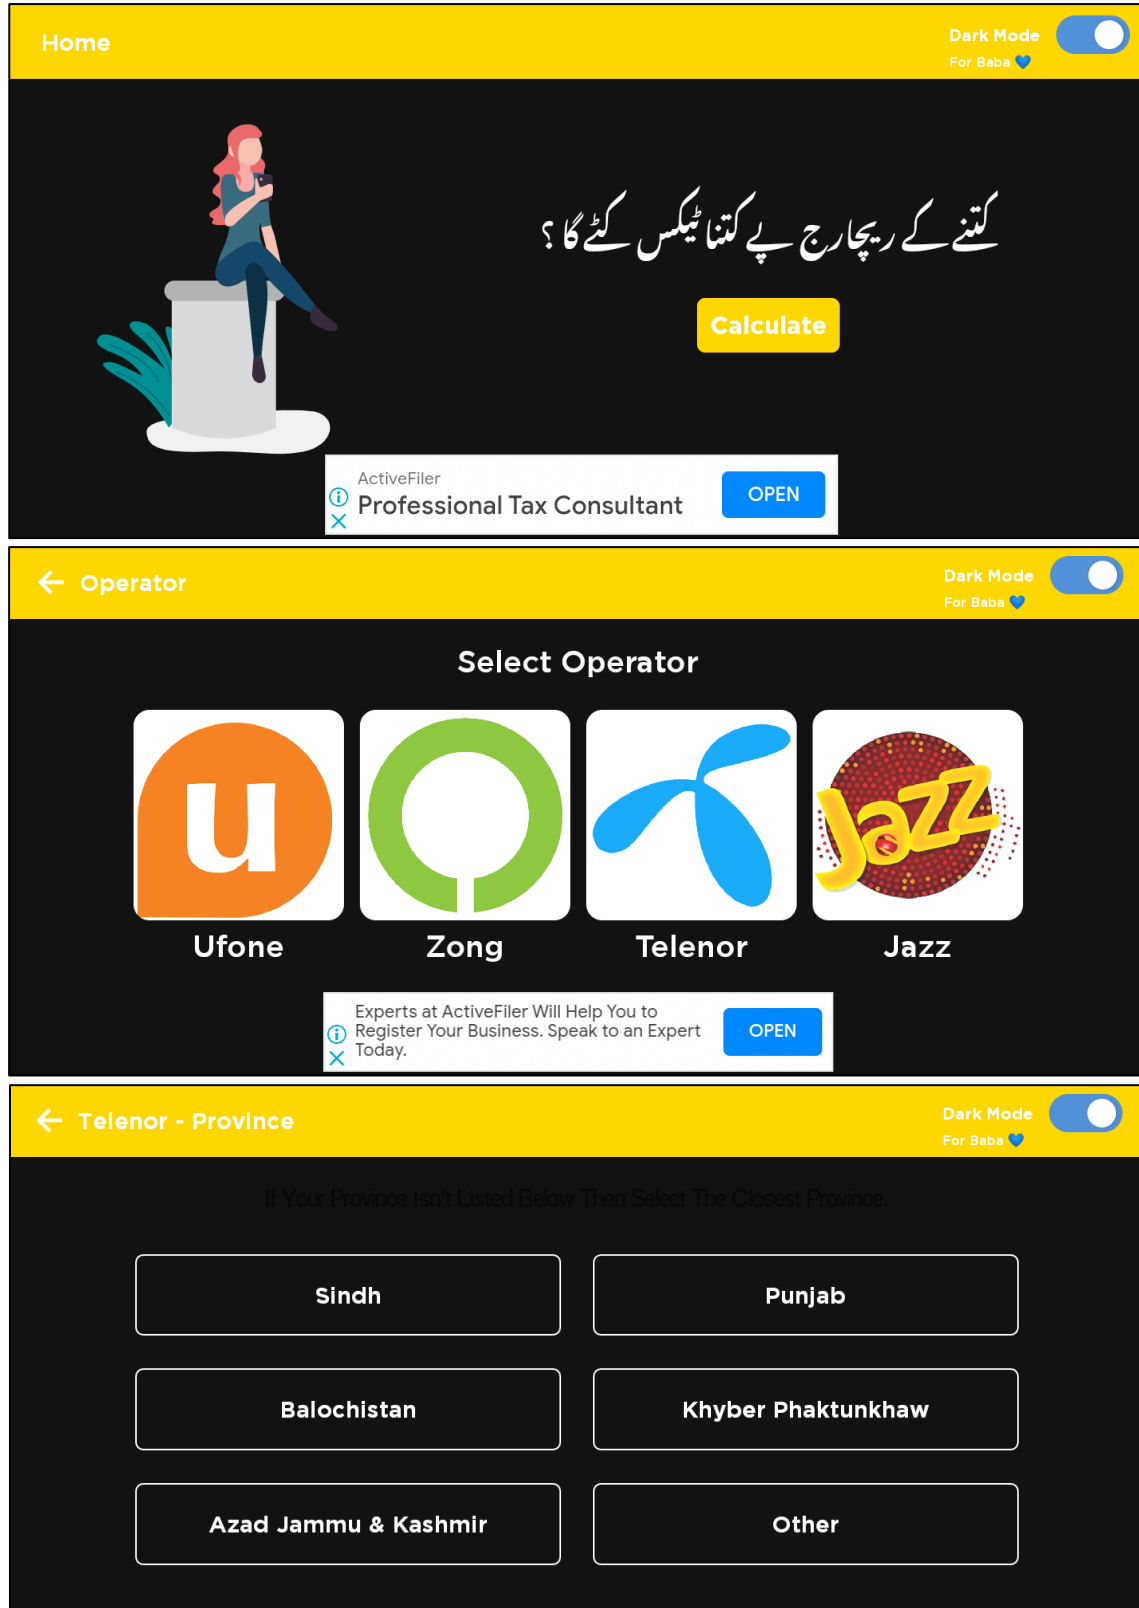 Home
Dark Mode
For Baba 💙
کتنے کے ریچارج پے کتنا ٹیکس کٹے گا ؟
Calculate
ActiveFiler
Professional Tax Consultant
OPEN
Operator
Dark Mode
For Baba 💙
Select Operator
u
Jazz
Ufone
Zong
Telenor
Jazz
Experts at ActiveFiler Will Help You to
Register Your Business. Speak to an Expert
Today.
OPEN
Telenor - Province
Dark Mode
For Baba 💙
If Your Province Isn't Listed Below Then Select The Closest Province.
Sindh
Punjab
Balochistan
Khyber Phaktunkhaw
Azad Jammu & Kashmir
Other